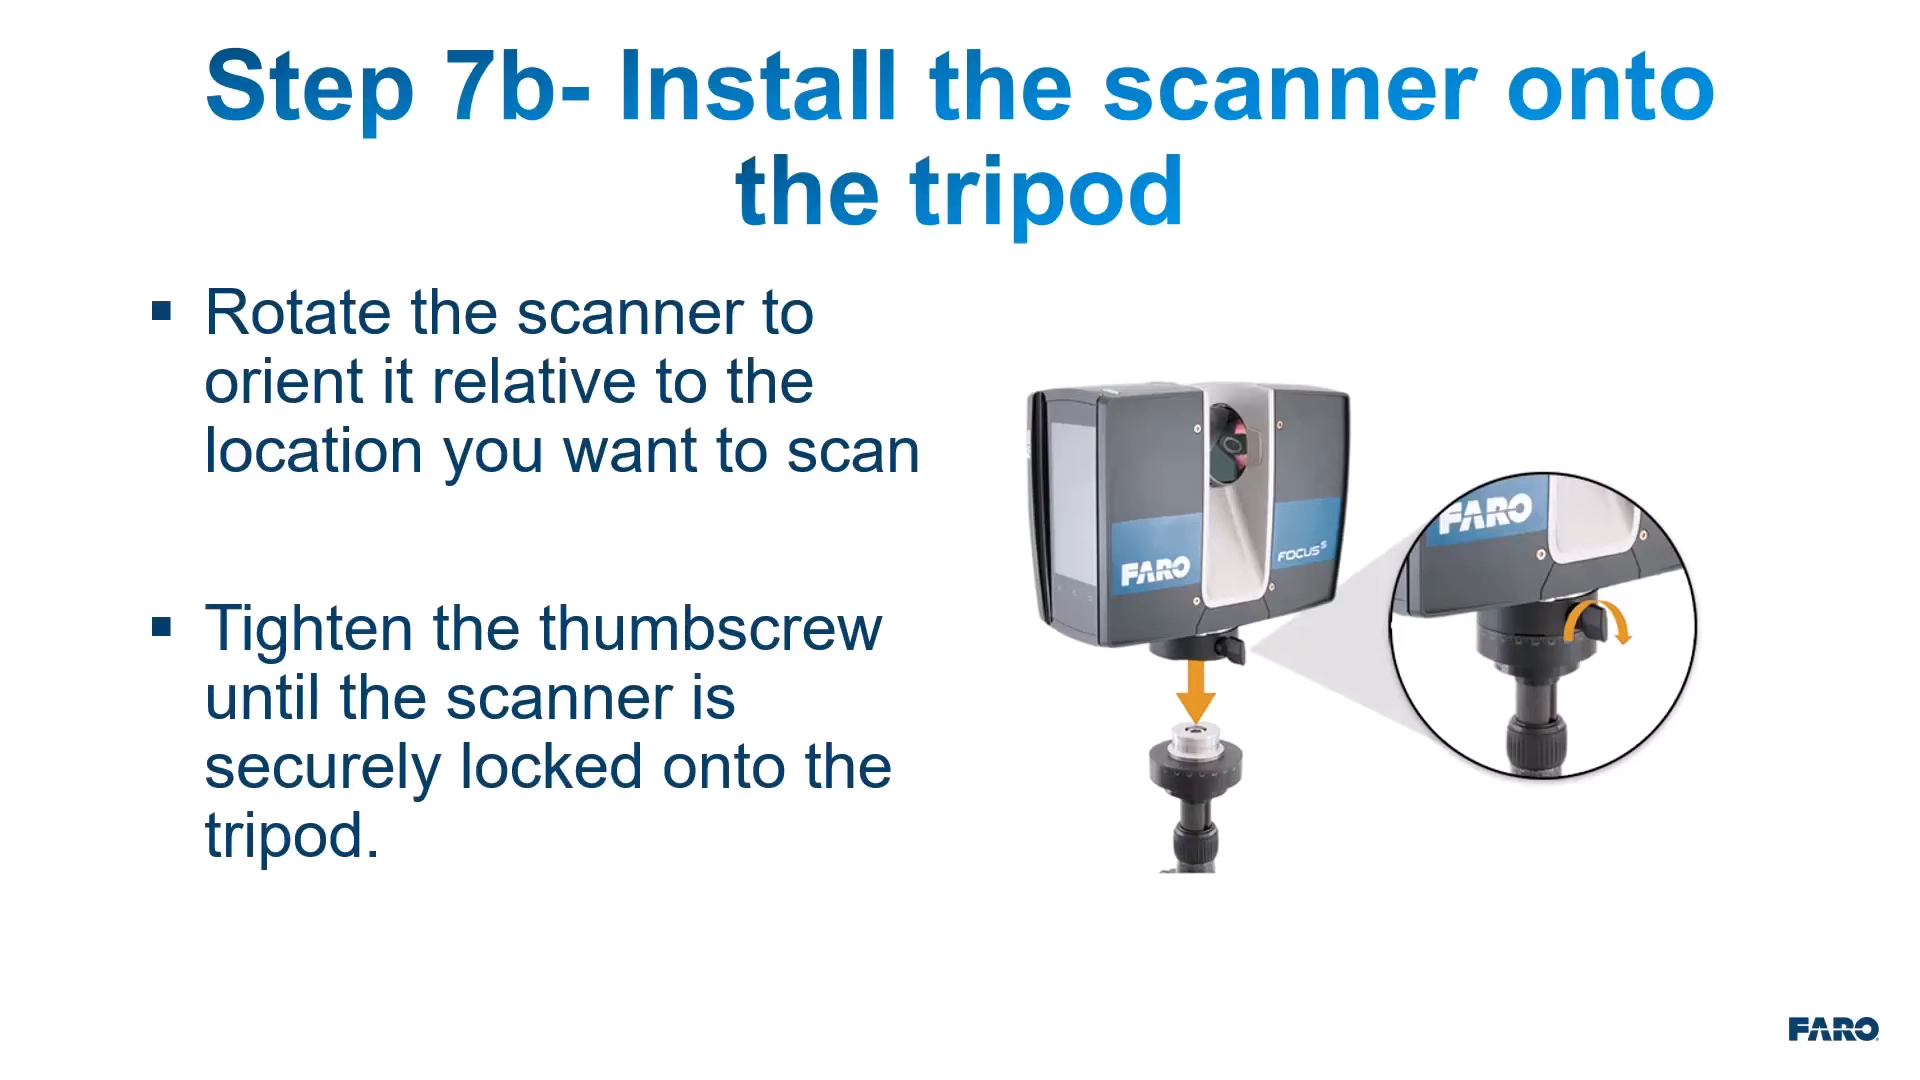 Step 7b- Install the scanner onto
the tripod
▪ Rotate the scanner to
orient it relative to the
location you want to scan
▪ Tighten the thumbscrew
until the scanner is
securely locked onto the
tripod.
FARO
FOCUS S
FARO
FARO